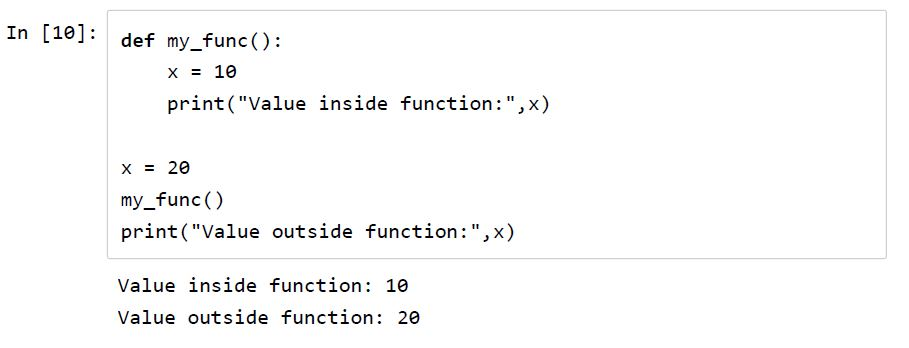 In [10]:
def my_func():
    x = 10
    print("Value inside function:",x)
x = 20
my_func()
print("Value outside function:",x)
Value inside function: 10
Value outside function: 20